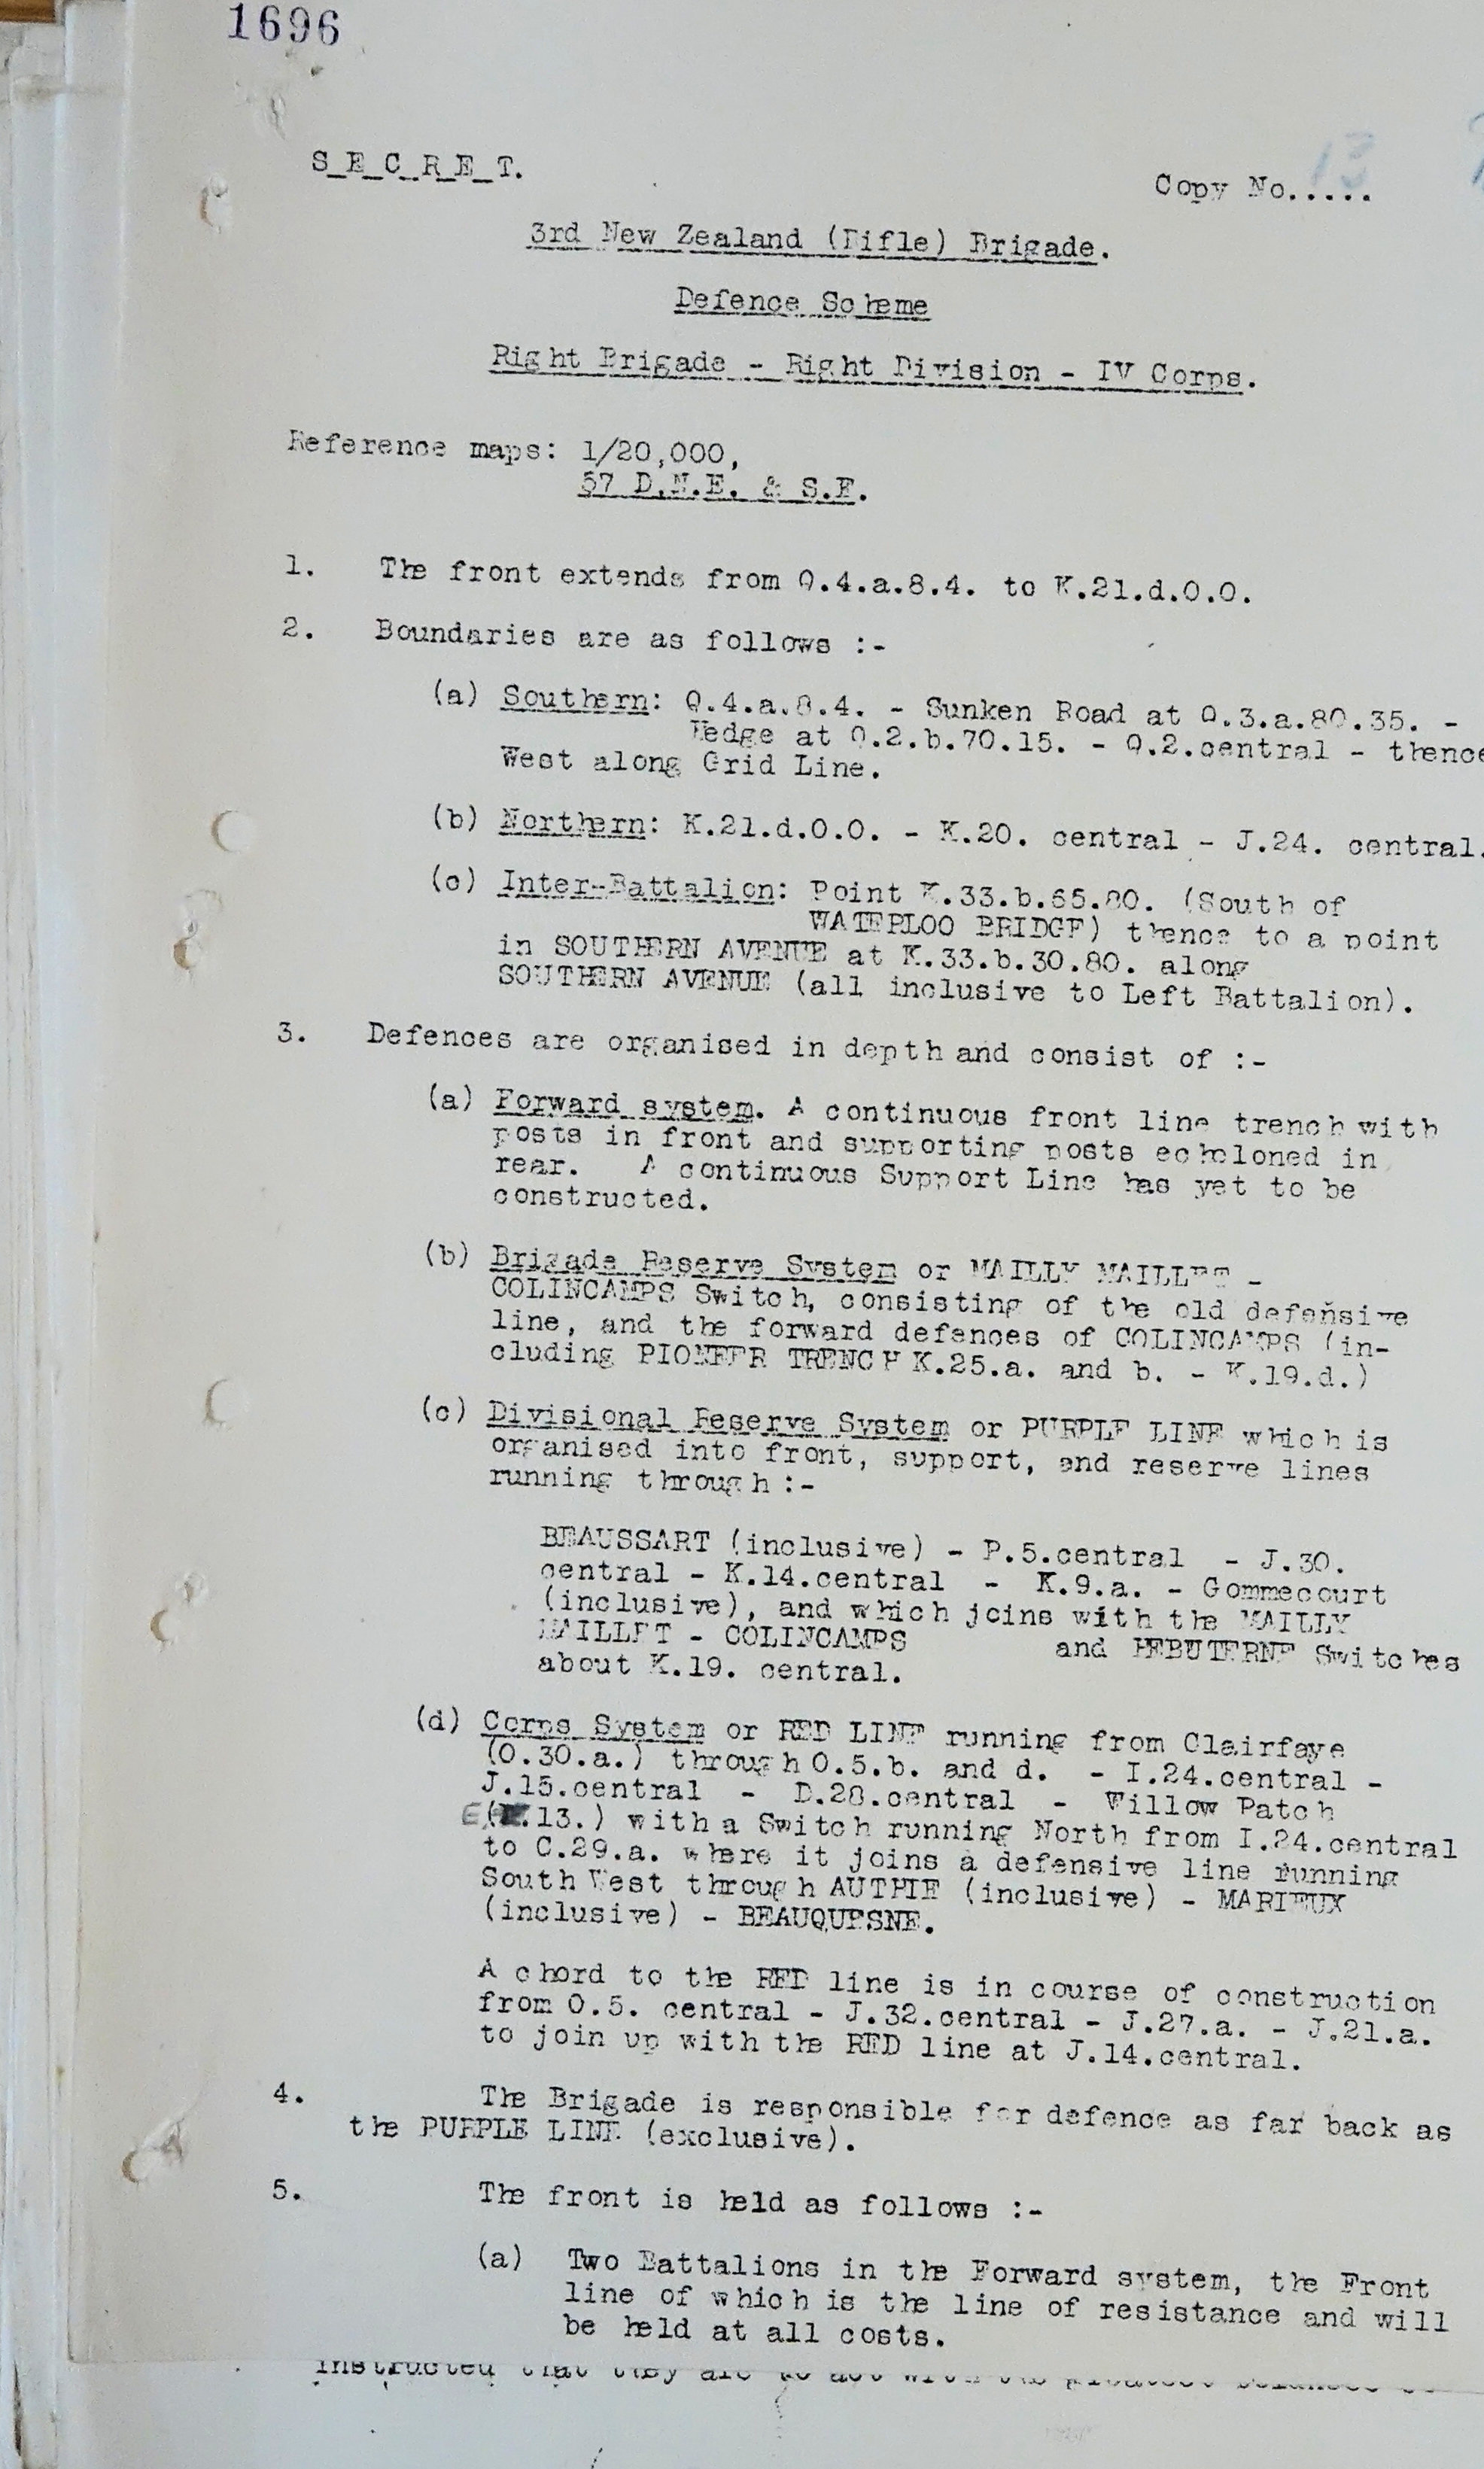 1696
S_E_C_R_E_T.
Copy No.....
13
3rd New Zealand (Rifle) Brigade.
Defence Scheme
Right Brigade - Right Division - IV Corps.
Reference maps: 1/20,000,
57 D.N.E. & S.E.
1. The front extends from Q.4.a.8.4. to K.21.d.0.0.
2. Boundaries are as follows :-
(a) Southern: Q.4.a.8.4. - Sunken Road at Q.3.a.80.35. -
Hedge at Q.2.b.70.15. - Q.2.central - thence
West along Grid Line.
(b) Northern: K.21.d.0.0. - K.20. central - J.24. central.
(c) Inter-Battalion: Point K.33.b.65.80. (South of
WATERLOO BRIDGE) thence to a point
in SOUTHERN AVENUE at K.33.b.30.80. along
SOUTHERN AVENUE (all inclusive to Left Battalion).
3. Defences are organised in depth and consist of :-
(a) Forward system. A continuous front line trench with
posts in front and supporting posts echeloned in
rear. A continuous Support Line has yet to be
constructed.
(b) Brigade Reserve System or MAILLY MAILLET -
COLINCAMPS Switch, consisting of the old defensive
line, and the forward defences of COLINCAMPS (in-
cluding PIONEER TRENCH K.25.a. and b. - K.19.d.)
(c) Divisional Reserve System or PURPLE LINE which is
organised into front, support, and reserve lines
running through :-
BEAUSSART (inclusive) - P.5.central - J.30.
central - K.14.central - K.9.a. - Gommecourt
(inclusive), and which joins with the MAILLY
MAILLET - COLINCAMPS and HEBUTERNE Switches
about K.19. central.
(d) Corps System or RED LINE running from Clairfaye
(O.30.a.) through O.5.b. and d. - I.24.central -
J.15.central - D.28.central - Willow Patch
(E.13.) with a Switch running North from I.24.central
to C.29.a. where it joins a defensive line running
South West through AUTHIE (inclusive) - MARIEUX
(inclusive) - BEAUQUESNE.
A chord to the RED line is in course of construction
from O.5. central - J.32.central - J.27.a. - J.21.a.
to join up with the RED line at J.14.central.
4. The Brigade is responsible for defence as far back as
the PURPLE LINE (exclusive).
5. The front is held as follows :-
(a) Two Battalions in the Forward system, the Front
line of which is the line of resistance and will
be held at all costs.
instructed that they are to act with the greatest